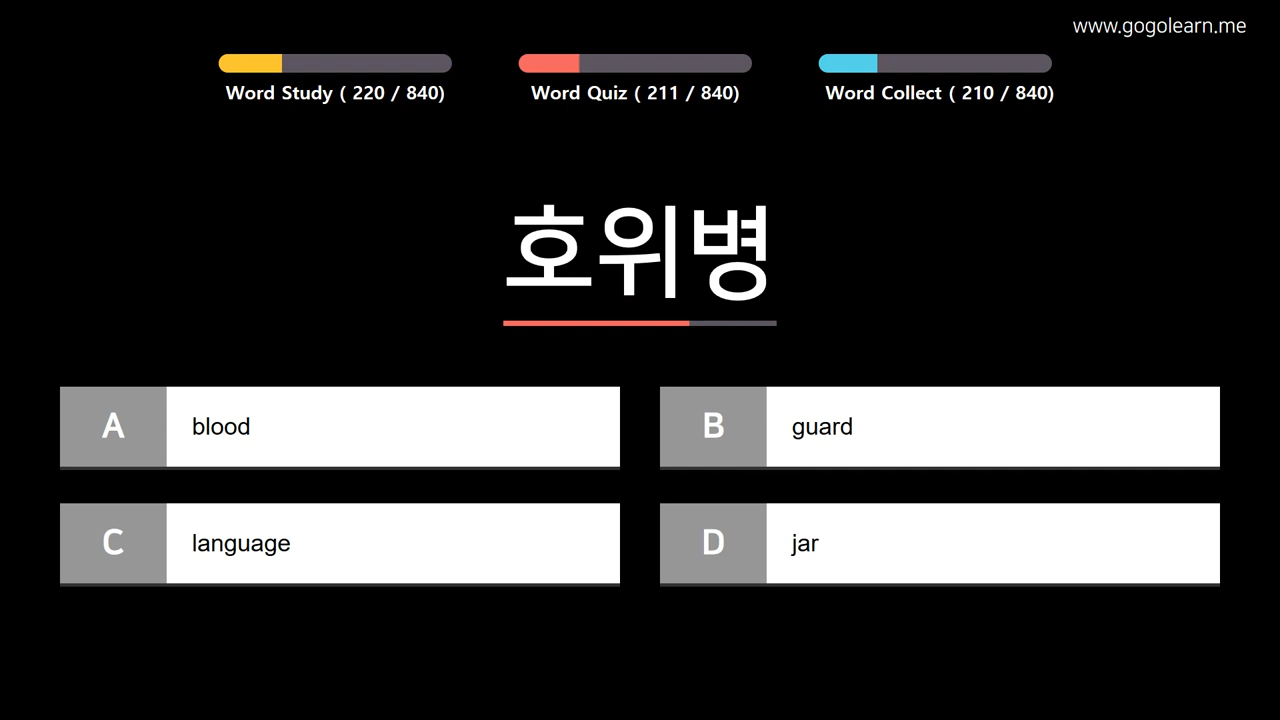 www.gogolearn.me
Word Study ( 220 / 840)
Word Quiz ( 211 / 840)
Word Collect ( 210 / 840)
호위병
A blood
B guard
C language
D jar